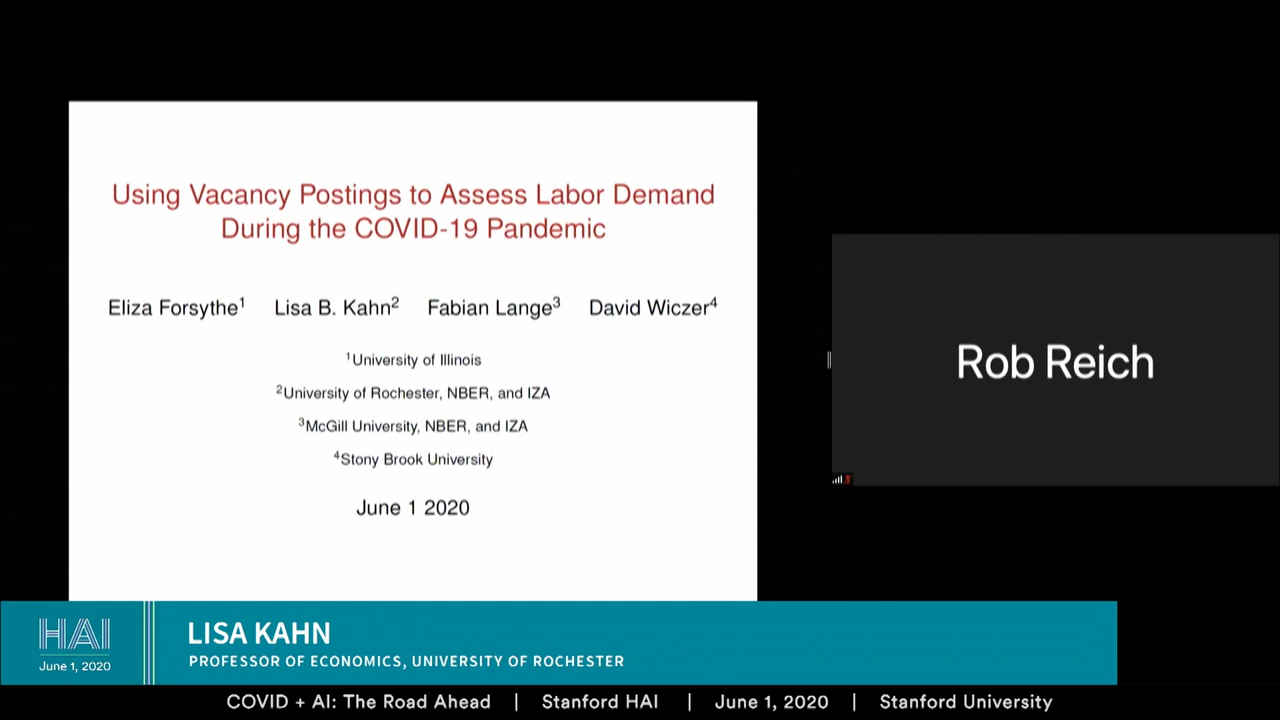 Using Vacancy Postings to Assess Labor Demand
During the COVID-19 Pandemic
Eliza Forsythe¹ Lisa B. Kahn² Fabian Lange³ David Wiczer⁴
¹University of Illinois
²University of Rochester, NBER, and IZA
³McGill University, NBER, and IZA
⁴Stony Brook University
June 1 2020
Rob Reich
HAI
June 1, 2020
LISA KAHN
PROFESSOR OF ECONOMICS, UNIVERSITY OF ROCHESTER
COVID + AI: The Road Ahead | Stanford HAI | June 1, 2020 | Stanford University